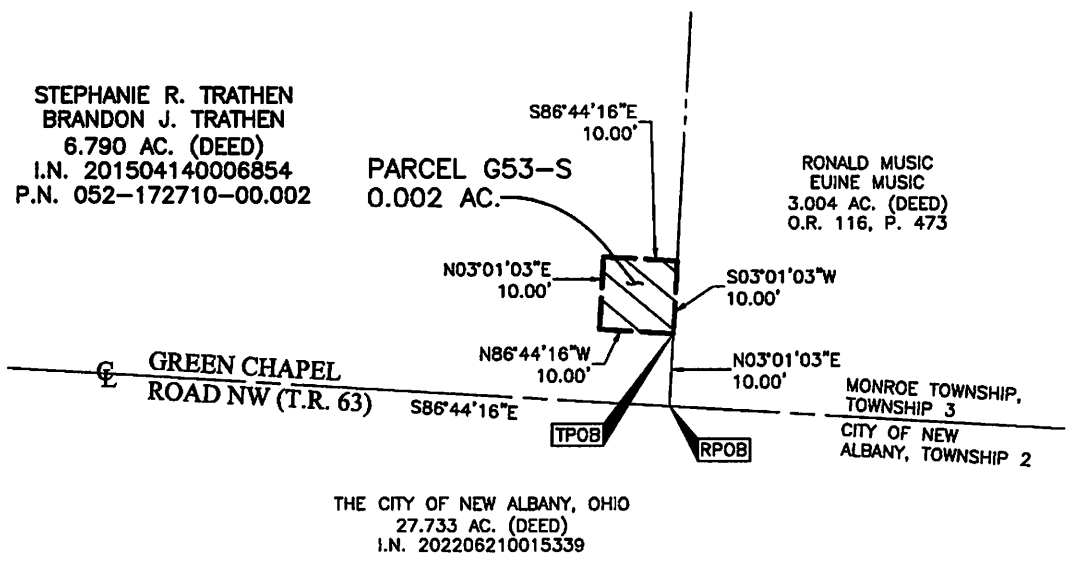 STEPHANIE R. TRATHEN
BRANDON J. TRATHEN
6.790 AC. (DEED)
I.N. 201504140006854
P.N. 052-172710-00.002
PARCEL G53-S
0.002 AC.
S86°44'16"E
10.00'
RONALD MUSIC
EUINE MUSIC
3.004 AC. (DEED)
O.R. 116, P. 473
N03°01'03"E
10.00'
S03°01'03"W
10.00'
N86°44'16"W
10.00'
N03°01'03"E
10.00'
℄ GREEN CHAPEL
ROAD NW (T.R. 63)
S86°44'16"E
TPOB
RPOB
MONROE TOWNSHIP,
TOWNSHIP 3
CITY OF NEW
ALBANY, TOWNSHIP 2
THE CITY OF NEW ALBANY, OHIO
27.733 AC. (DEED)
I.N. 202206210015339